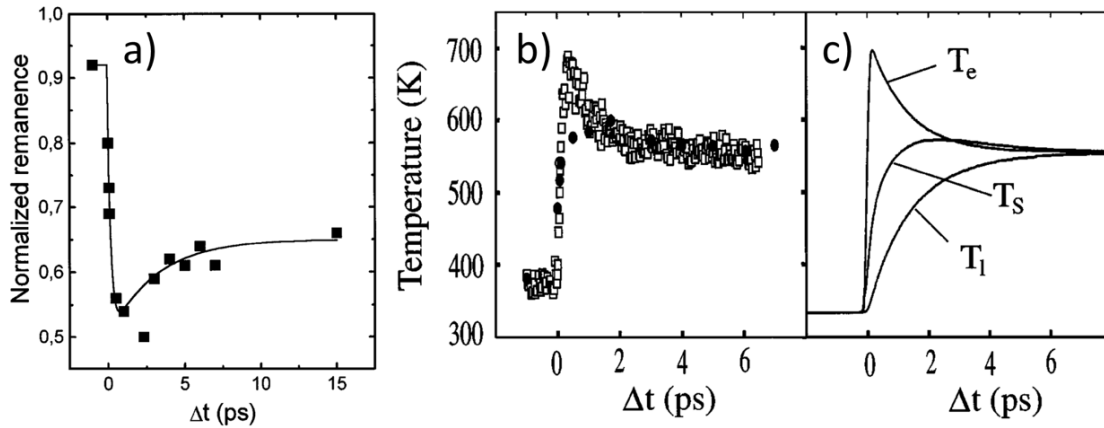 a)
Normalized remanence
1,0
0,9
0,8
0,7
0,6
0,5
0
5
10
15
Δt (ps)
b)
Temperature (K)
700
600
500
400
300
0
2
4
6
Δt (ps)
c)
Te
TS
Tl
0
2
4
6
Δt (ps)